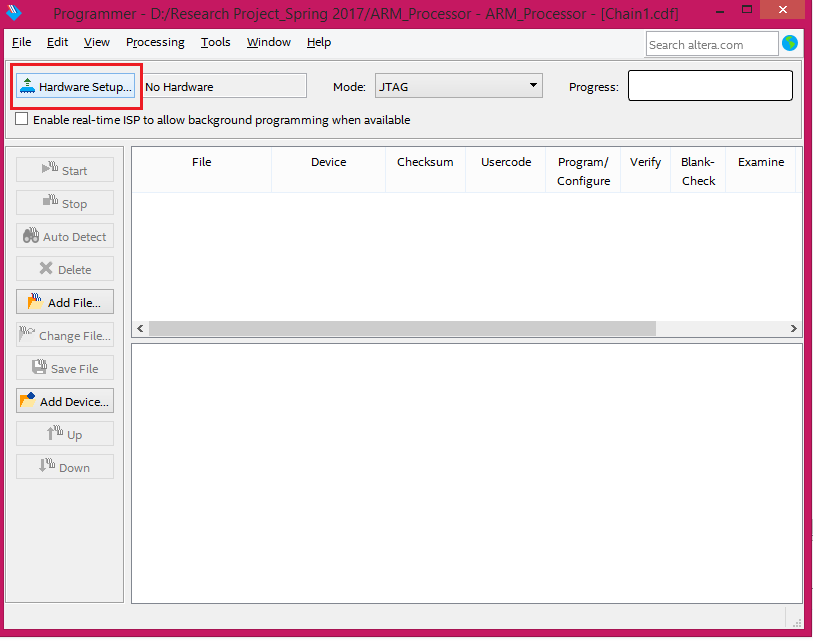 Programmer - D:/Research Project_Spring 2017/ARM_Processor - ARM_Processor - [Chain1.cdf]
File Edit View Processing Tools Window Help
Search altera.com
Hardware Setup... No Hardware Mode: JTAG Progress:
Enable real-time ISP to allow background programming when available
File Device Checksum Usercode Program/ Verify Blank- Examine
Configure Check
Start
Stop
Auto Detect
Delete
Add File...
Change File...
Save File
Add Device...
Up
Down